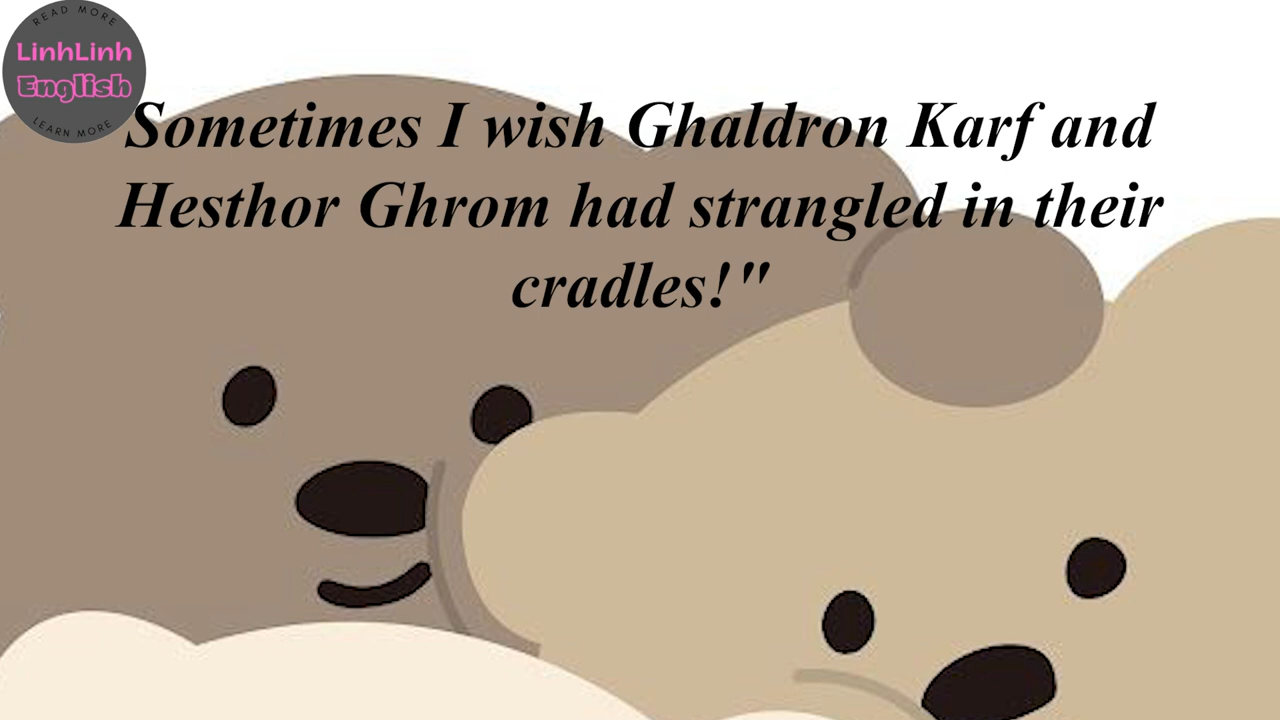 READ MORE
LinhLinh
English
LEARN MORE
Sometimes I wish Ghaldron Karf and
Hesthor Ghrom had strangled in their
cradles!"